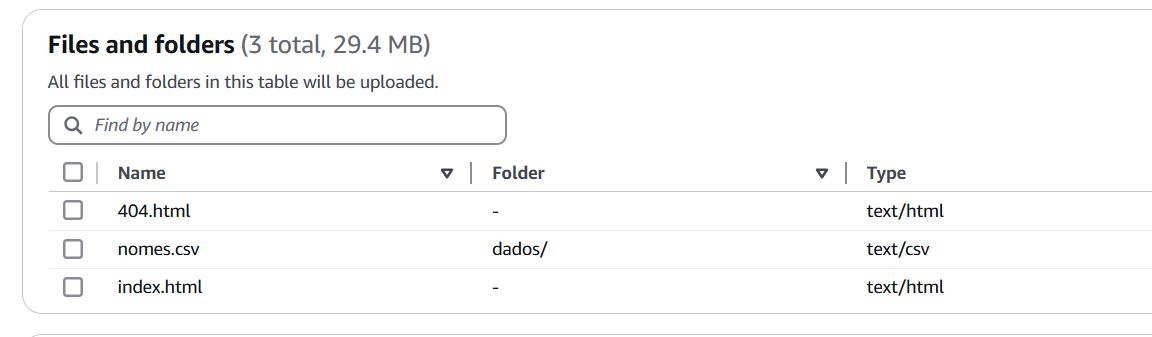 Files and folders (3 total, 29.4 MB)
All files and folders in this table will be uploaded.
Find by name
Name Folder Type
404.html - text/html
nomes.csv dados/ text/csv
index.html - text/html